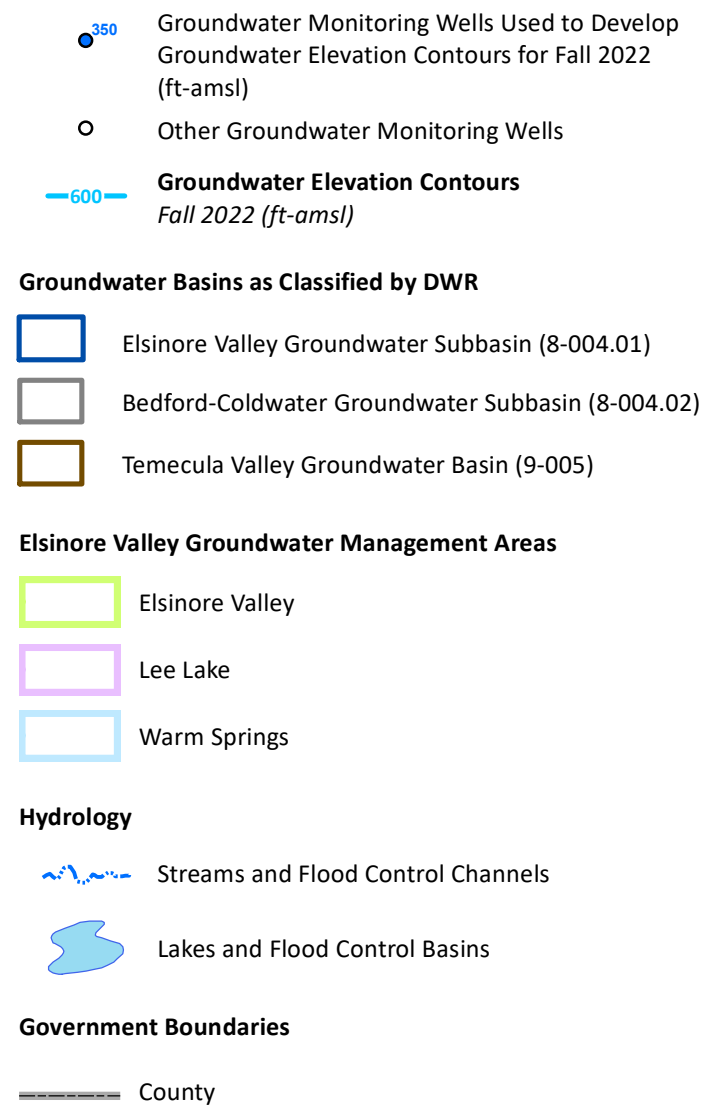 350
Groundwater Monitoring Wells Used to Develop
Groundwater Elevation Contours for Fall 2022
(ft-amsl)
Other Groundwater Monitoring Wells
600
Groundwater Elevation Contours
Fall 2022 (ft-amsl)
Groundwater Basins as Classified by DWR
Elsinore Valley Groundwater Subbasin (8-004.01)
Bedford-Coldwater Groundwater Subbasin (8-004.02)
Temecula Valley Groundwater Basin (9-005)
Elsinore Valley Groundwater Management Areas
Elsinore Valley
Lee Lake
Warm Springs
Hydrology
Streams and Flood Control Channels
Lakes and Flood Control Basins
Government Boundaries
County